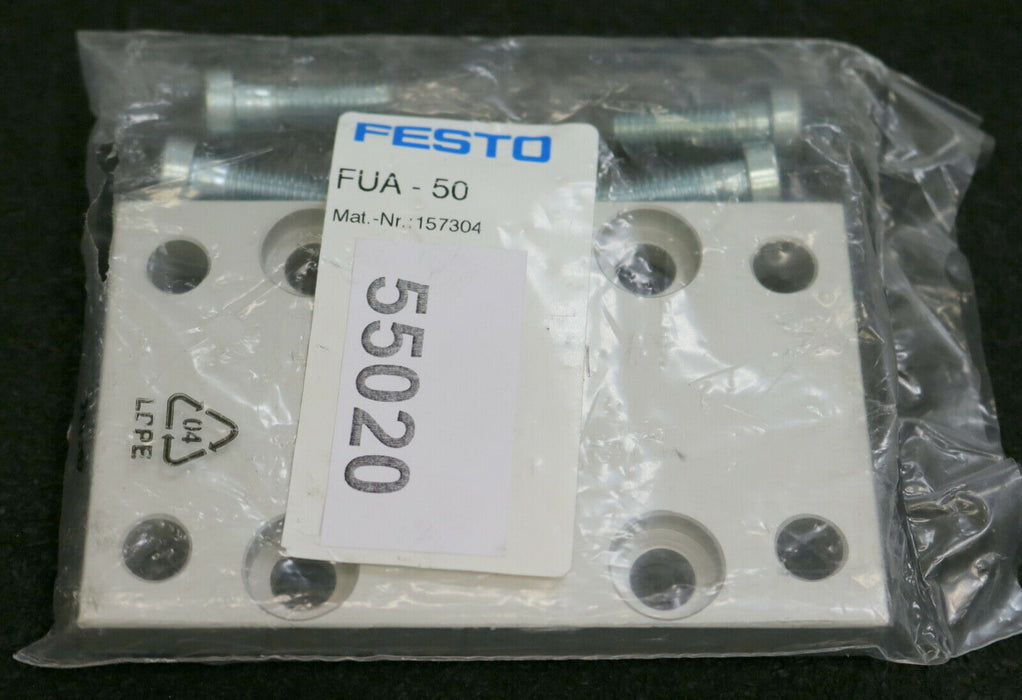 FESTO
FUA - 50
Mat.-Nr.:157304
55020
04
LDPE